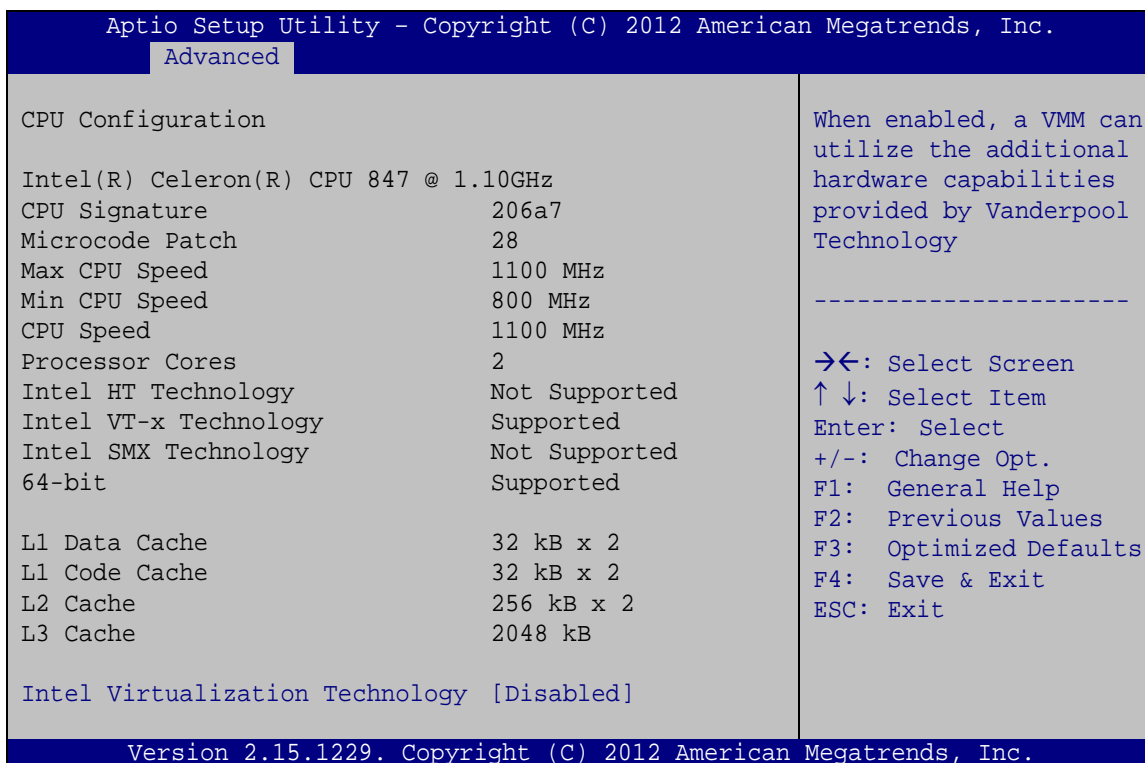 Aptio Setup Utility – Copyright (C) 2012 American Megatrends, Inc.
Advanced
CPU Configuration
Intel(R) Celeron(R) CPU 847 @ 1.10GHz
CPU Signature 206a7
Microcode Patch 28
Max CPU Speed 1100 MHz
Min CPU Speed 800 MHz
CPU Speed 1100 MHz
Processor Cores 2
Intel HT Technology Not Supported
Intel VT-x Technology Supported
Intel SMX Technology Not Supported
64-bit Supported
L1 Data Cache 32 kB x 2
L1 Code Cache 32 kB x 2
L2 Cache 256 kB x 2
L3 Cache 2048 kB
Intel Virtualization Technology [Disabled]
When enabled, a VMM can
utilize the additional
hardware capabilities
provided by Vanderpool
Technology
----------------------
→←: Select Screen
↑ ↓: Select Item
Enter: Select
+/-: Change Opt.
F1: General Help
F2: Previous Values
F3: Optimized Defaults
F4: Save & Exit
ESC: Exit
Version 2.15.1229. Copyright (C) 2012 American Megatrends, Inc.